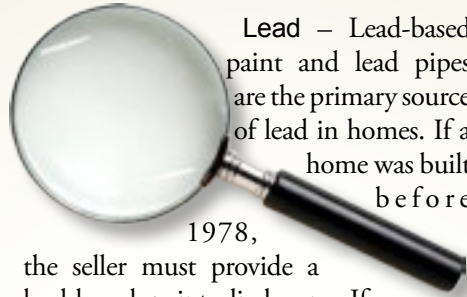 Lead – Lead-based
paint and lead pipes
are the primary source
of lead in homes. If a
home was built
before
1978,
the seller must provide a